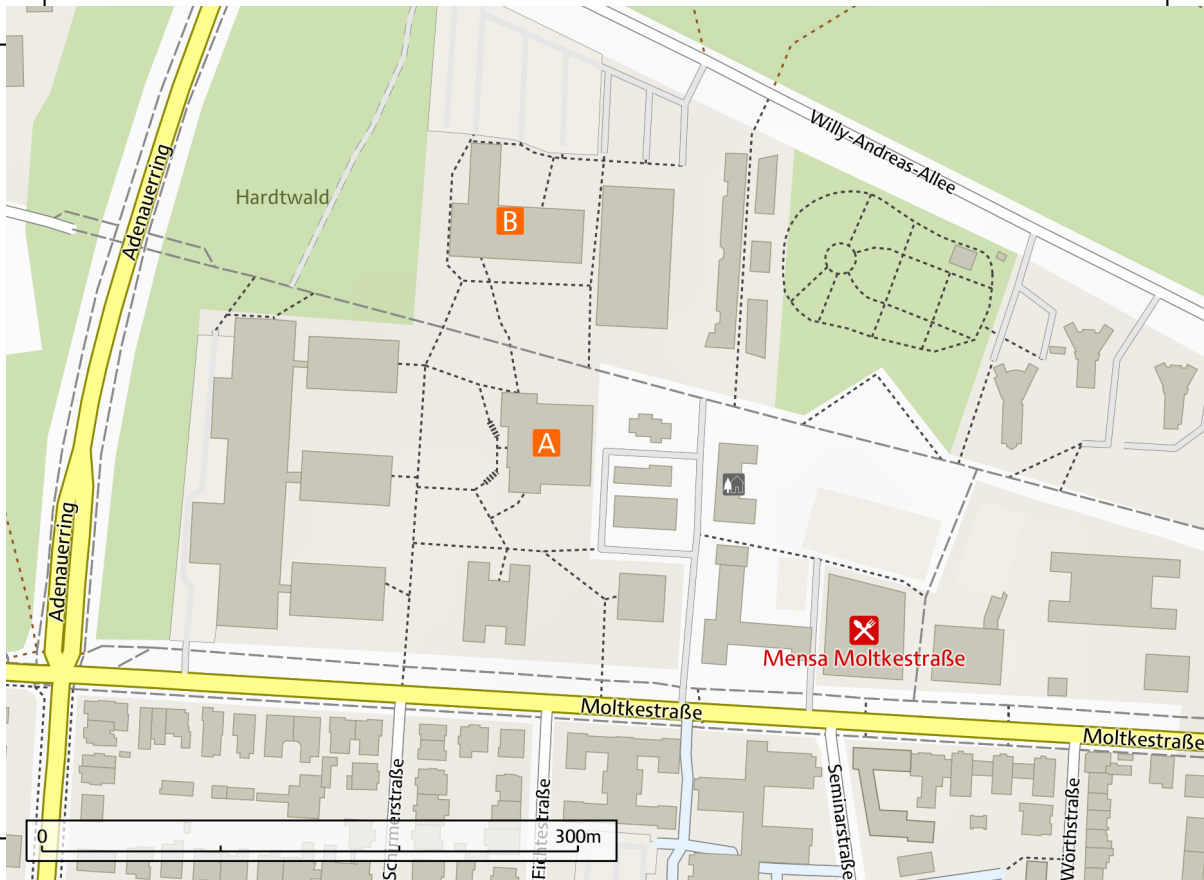 Willy-Andreas-Allee
Adenauerring
Hardtwald
B
A
Adenauerring
Mensa Moltkestraße
Moltkestraße
Moltkestraße
Schirmerstraße
Fichtestraße
Seminarstraße
Wörthstraße
0
300m